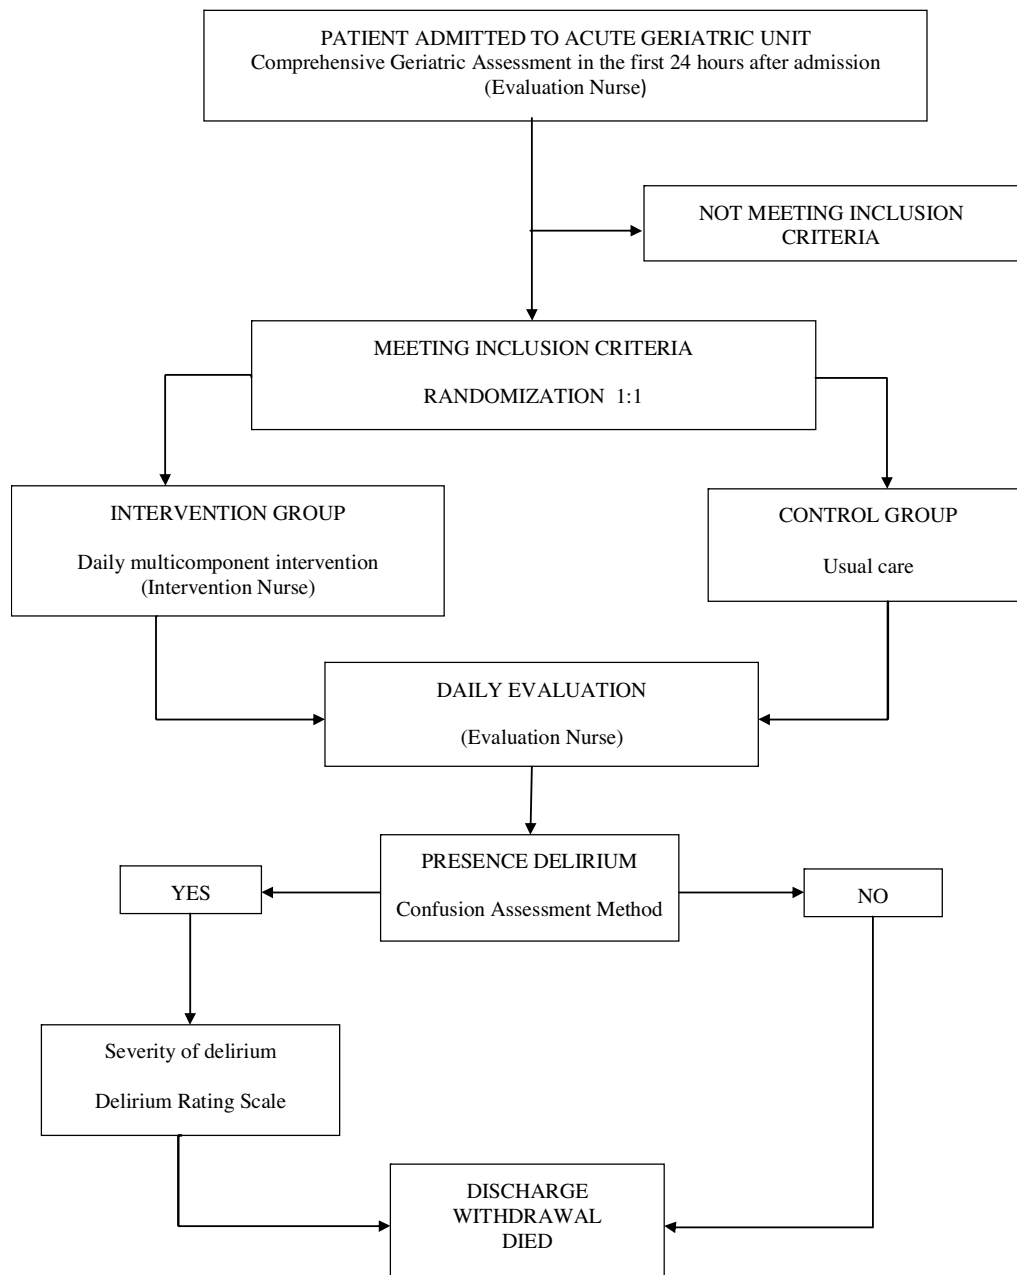 PATIENT ADMITTED TO ACUTE GERIATRIC UNIT
Comprehensive Geriatric Assessment in the first 24 hours after admission
(Evaluation Nurse)
NOT MEETING INCLUSION
CRITERIA
MEETING INCLUSION CRITERIA
RANDOMIZATION 1:1
INTERVENTION GROUP
Daily multicomponent intervention
(Intervention Nurse)
CONTROL GROUP
Usual care
DAILY EVALUATION
(Evaluation Nurse)
PRESENCE DELIRIUM
Confusion Assessment Method
YES
NO
Severity of delirium
Delirium Rating Scale
DISCHARGE
WITHDRAWAL
DIED